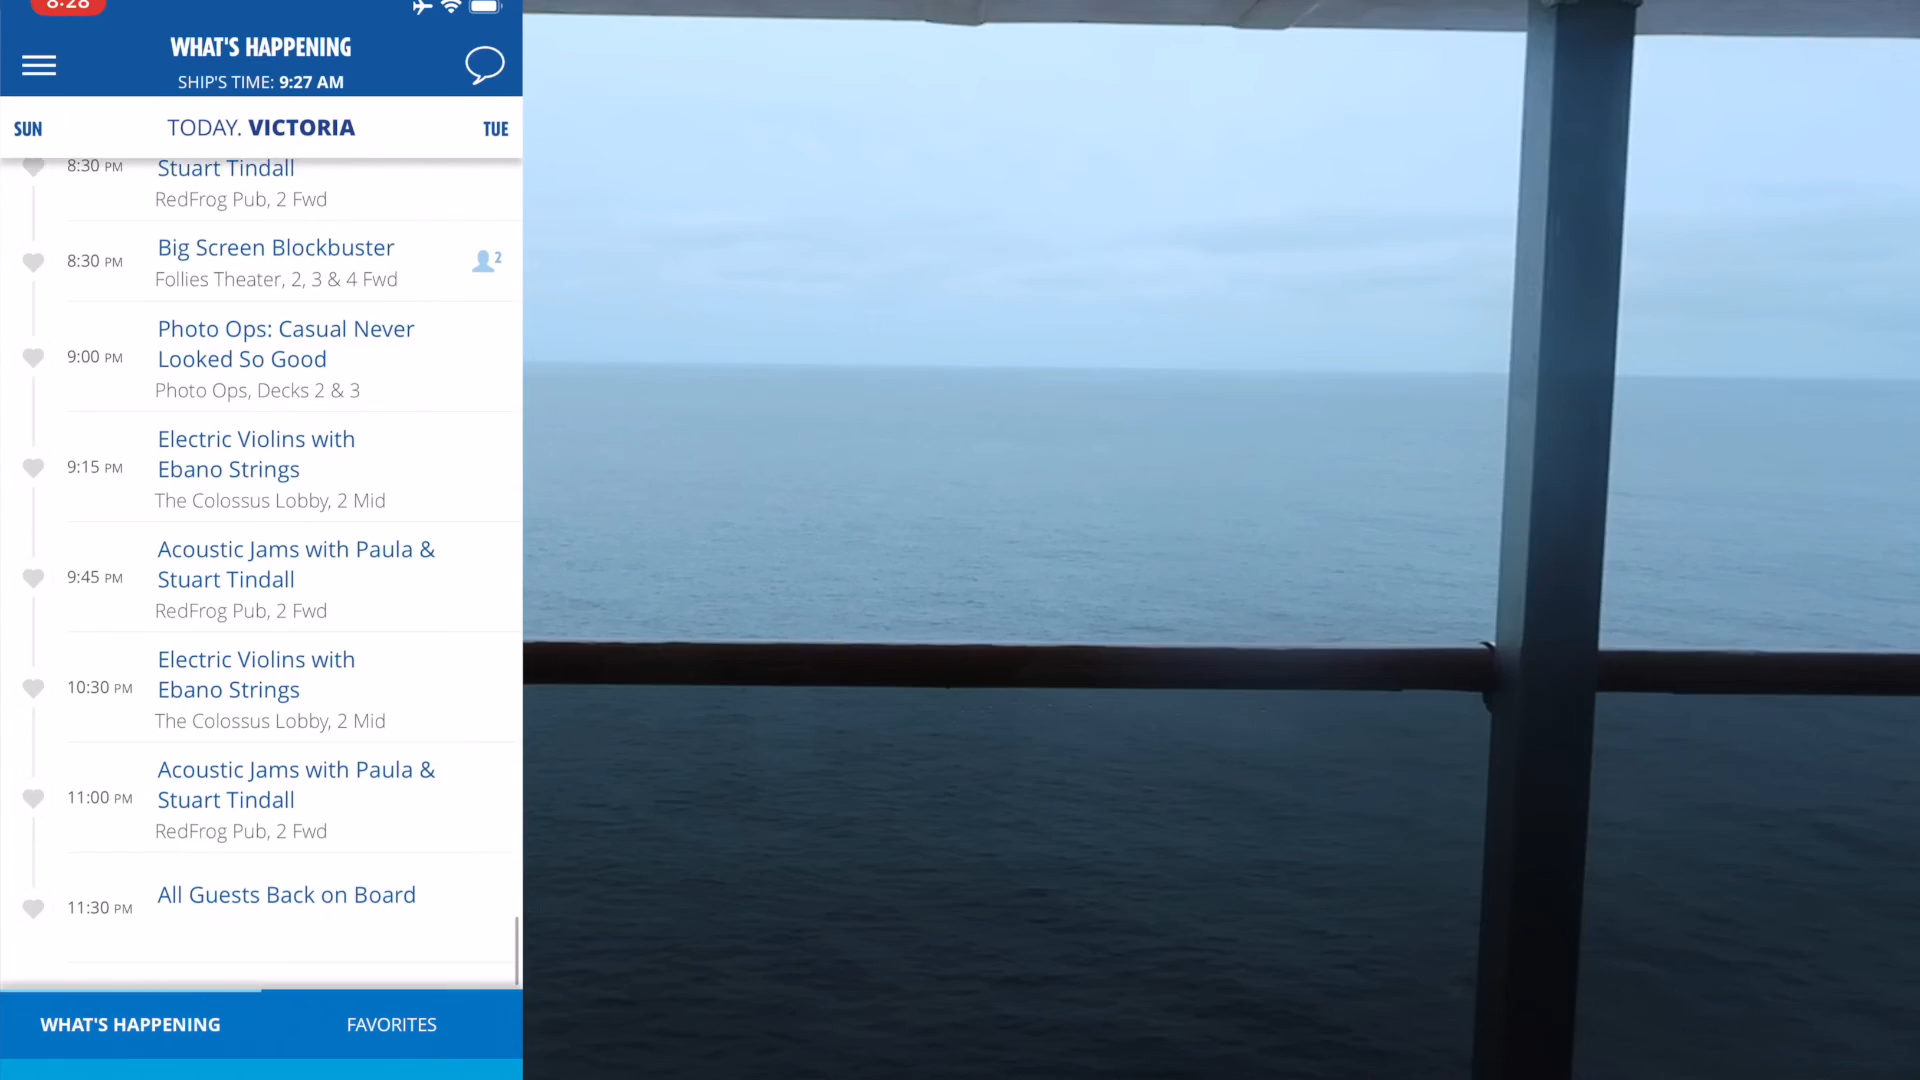 8:28
WHAT'S HAPPENING
SHIP'S TIME: 9:27 AM
SUN
TODAY. VICTORIA
TUE
8:30 PM
Stuart Tindall
RedFrog Pub, 2 Fwd
8:30 PM
Big Screen Blockbuster
2
Follies Theater, 2, 3 & 4 Fwd
9:00 PM
Photo Ops: Casual Never
Looked So Good
Photo Ops, Decks 2 & 3
9:15 PM
Electric Violins with
Ebano Strings
The Colossus Lobby, 2 Mid
9:45 PM
Acoustic Jams with Paula &
Stuart Tindall
RedFrog Pub, 2 Fwd
10:30 PM
Electric Violins with
Ebano Strings
The Colossus Lobby, 2 Mid
11:00 PM
Acoustic Jams with Paula &
Stuart Tindall
RedFrog Pub, 2 Fwd
11:30 PM
All Guests Back on Board
WHAT'S HAPPENING
FAVORITES